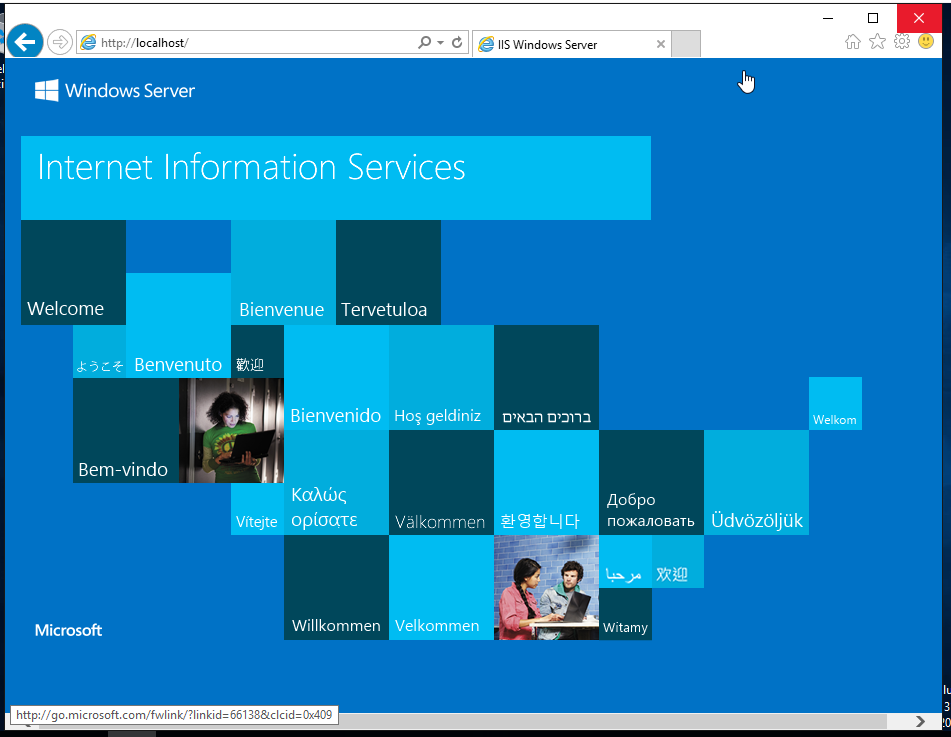 http://localhost/
IIS Windows Server
Windows Server
Internet Information Services
Welcome
Bienvenue
Tervetuloa
ようこそ
Benvenuto
歡迎
Bienvenido
Hoş geldiniz
ברוכים הבאים
Welkom
Bem-vindo
Vítejte
Καλώς
ορίσατε
Välkommen
환영합니다
Добро
пожаловать
Üdvözöljük
Willkommen
Velkommen
مرحبا
欢迎
Witamy
Microsoft
http://go.microsoft.com/fwlink/?linkid=66138&clcid=0x409